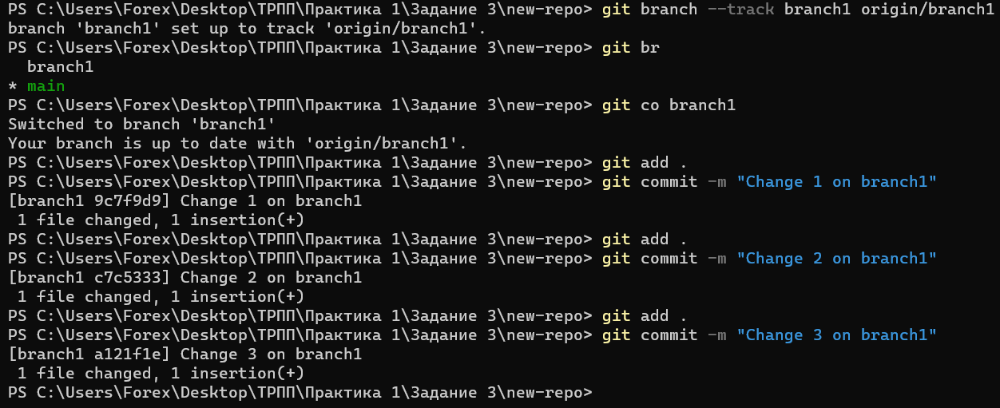 PS C:\Users\Forex\Desktop\ТРПП\Практика 1\Задание 3\new-repo> git branch --track branch1 origin/branch1
branch 'branch1' set up to track 'origin/branch1'.
PS C:\Users\Forex\Desktop\ТРПП\Практика 1\Задание 3\new-repo> git br
  branch1
* main
PS C:\Users\Forex\Desktop\ТРПП\Практика 1\Задание 3\new-repo> git co branch1
Switched to branch 'branch1'
Your branch is up to date with 'origin/branch1'.
PS C:\Users\Forex\Desktop\ТРПП\Практика 1\Задание 3\new-repo> git add .
PS C:\Users\Forex\Desktop\ТРПП\Практика 1\Задание 3\new-repo> git commit -m "Change 1 on branch1"
[branch1 9c7f9d9] Change 1 on branch1
 1 file changed, 1 insertion(+)
PS C:\Users\Forex\Desktop\ТРПП\Практика 1\Задание 3\new-repo> git add .
PS C:\Users\Forex\Desktop\ТРПП\Практика 1\Задание 3\new-repo> git commit -m "Change 2 on branch1"
[branch1 c7c5333] Change 2 on branch1
 1 file changed, 1 insertion(+)
PS C:\Users\Forex\Desktop\ТРПП\Практика 1\Задание 3\new-repo> git add .
PS C:\Users\Forex\Desktop\ТРПП\Практика 1\Задание 3\new-repo> git commit -m "Change 3 on branch1"
[branch1 a121f1e] Change 3 on branch1
 1 file changed, 1 insertion(+)
PS C:\Users\Forex\Desktop\ТРПП\Практика 1\Задание 3\new-repo>